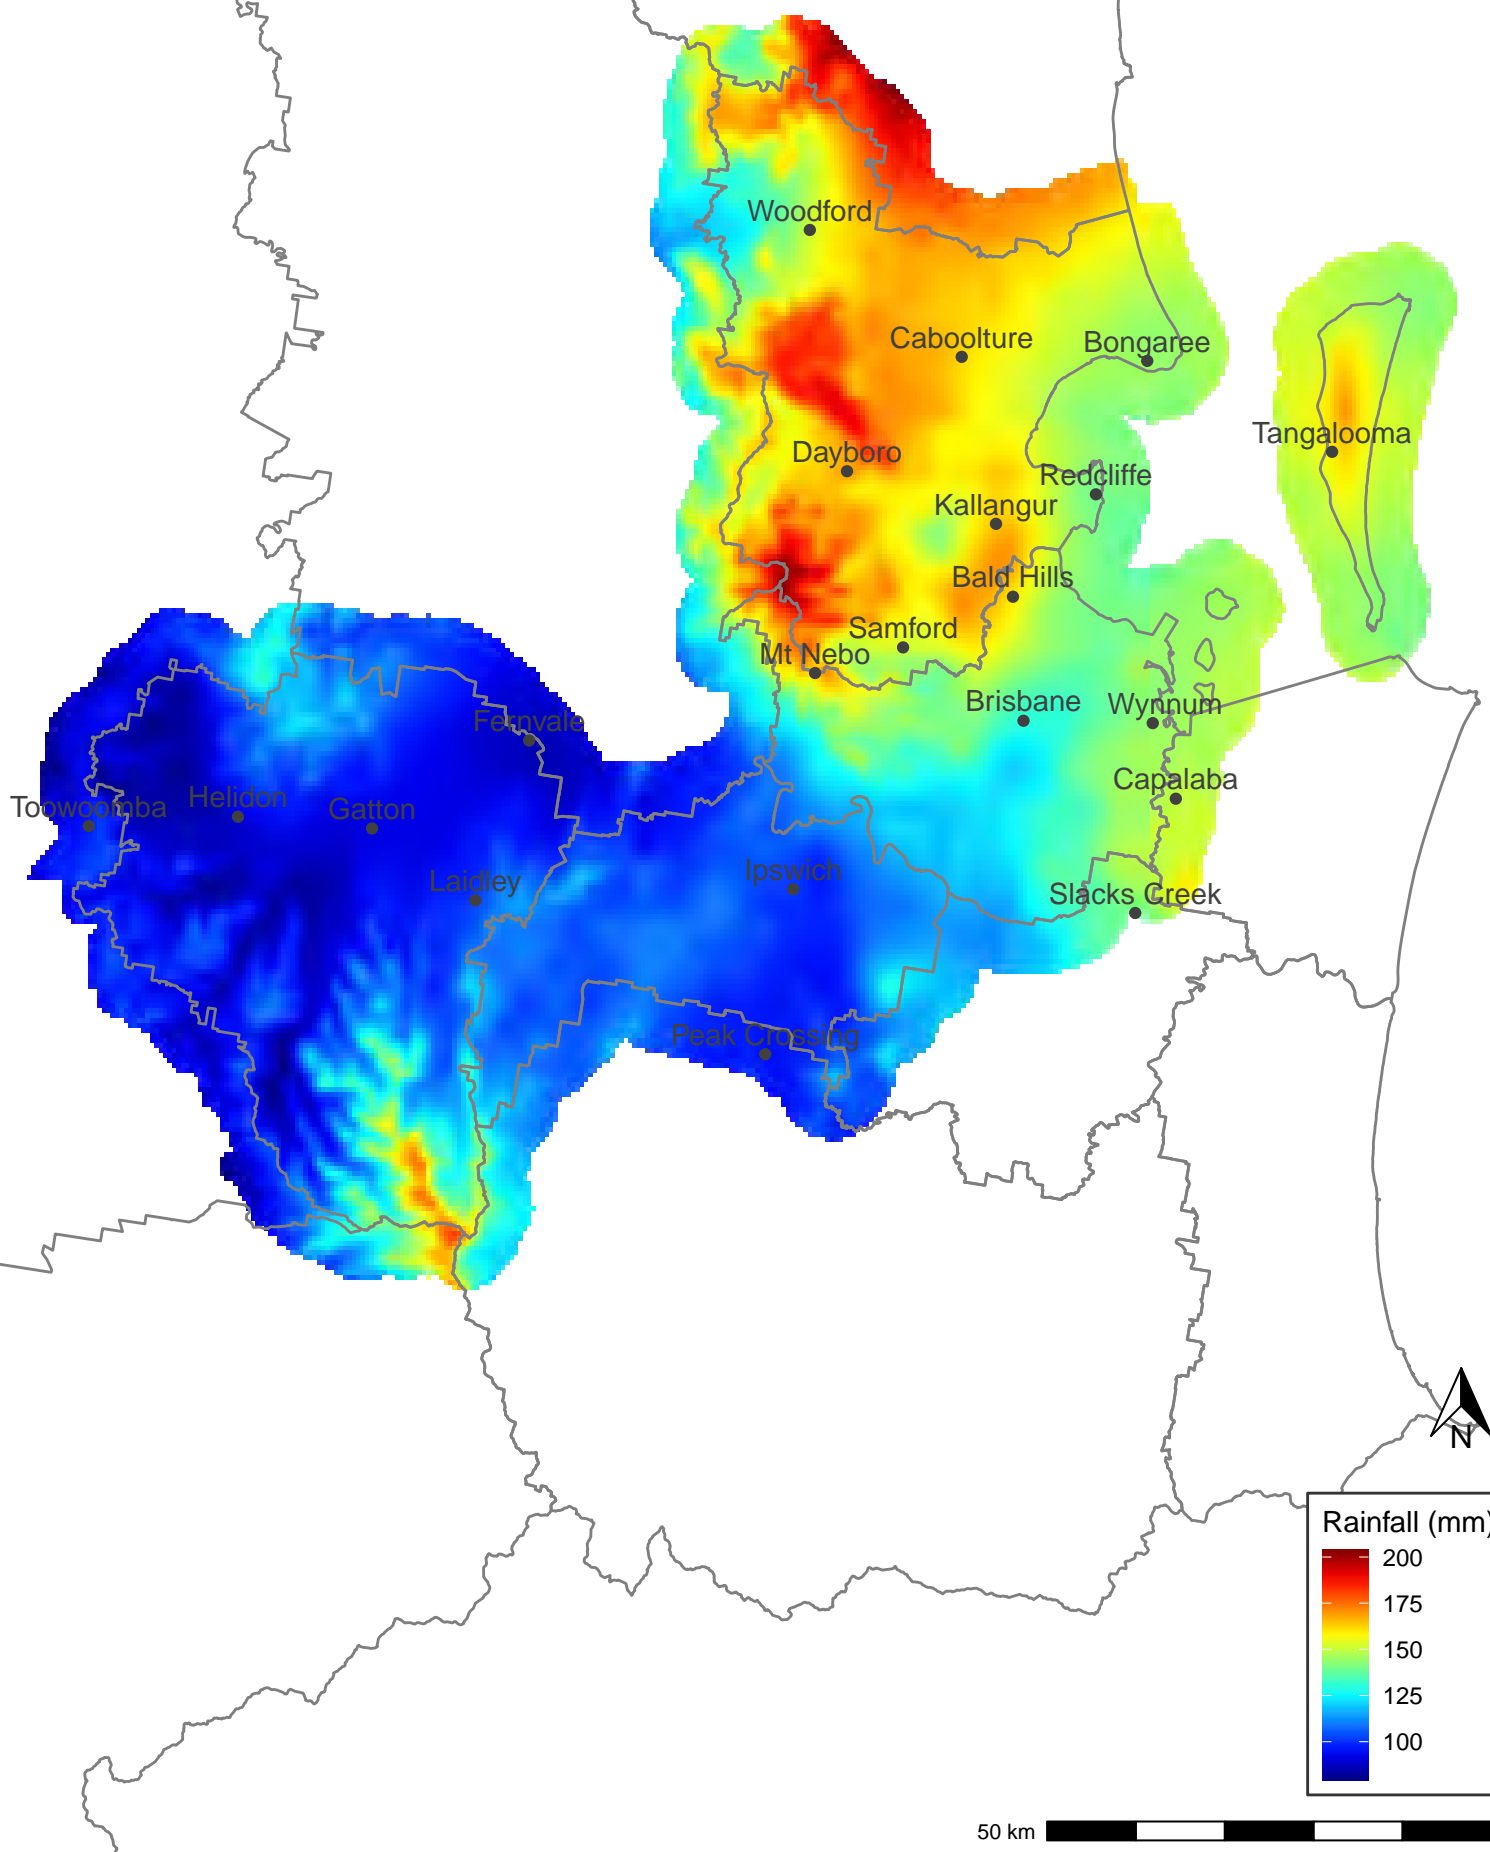 Woodford
Caboolture
Bongaree
Tangalooma
Dayboro
Redcliffe
Kallangur
Bald Hills
Samford
Mt Nebo
Brisbane
Wynnum
Fernvale
Capalaba
Toowoomba
Helidon
Gatton
Ipswich
Laidley
Slacks Creek
Peak Crossing
N
Rainfall (mm)
200
175
150
125
100
50 km